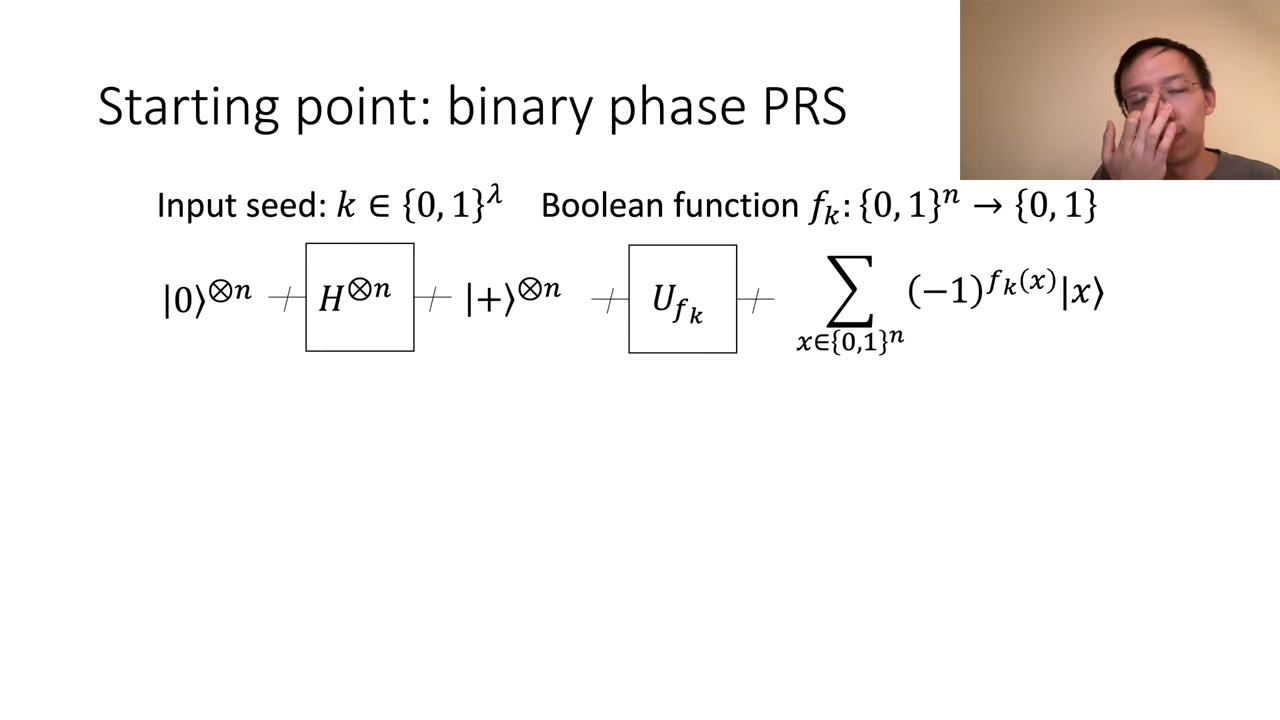 Starting point: binary phase PRS
Input seed: k ∈ {0, 1}^λ Boolean function f_k: {0, 1}^n → {0, 1}
|0⟩^⊗n H^⊗n |+⟩^⊗n U_{f_k} ∑_{x∈{0,1}^n} (−1)^{f_k(x)}|x⟩